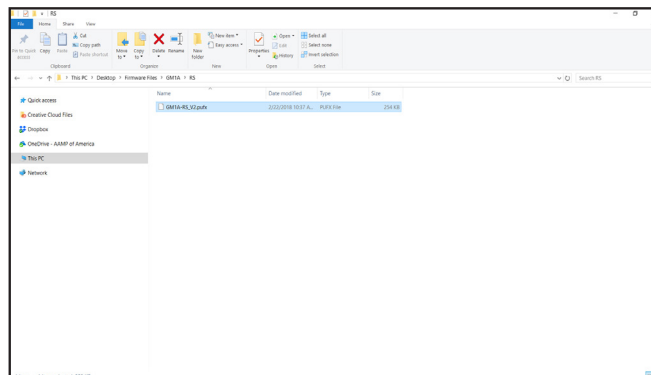 RS
File Home Share View
Pin to Quick access
Copy
Paste
Cut
Copy path
Paste shortcut
Clipboard
Move to
Copy to
Delete
Rename
Organize
New folder
New item
Easy access
New
Properties
Open
Edit
History
Open
Select all
Select none
Invert selection
Select
This PC > Desktop > Firmware Files > GM1A > RS
Search RS
Name Date modified Type Size
GM1A-RS_V2.pufx 2/22/2018 10:37 A... PUFX File 254 KB
Quick access
Creative Cloud Files
Dropbox
OneDrive - AAMP of America
This PC
Network